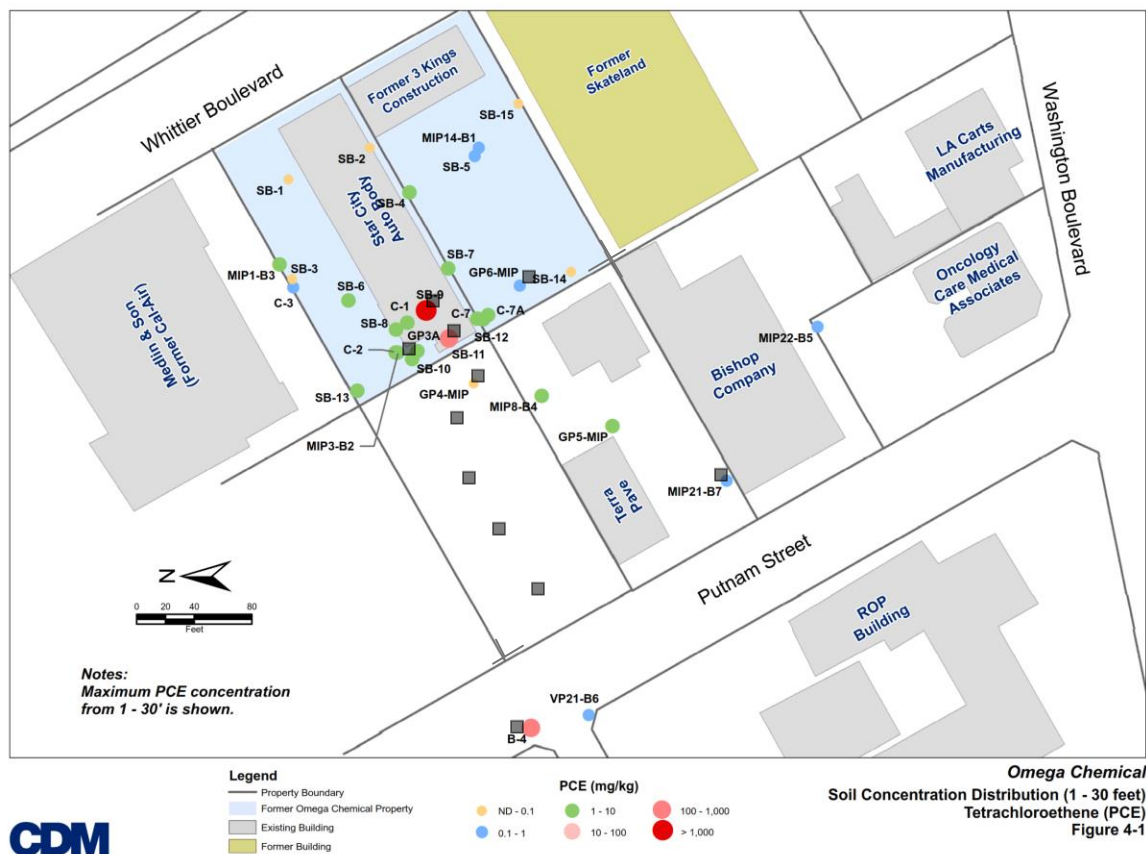 Whittier Boulevard
Former 3 Kings
Construction
Former
Skateland
Washington Boulevard
LA Carts
Manufacturing
SB-15
MIP14-B1
SB-5
SB-2
SB-1
Star City
Auto Body
SB-4
Oncology
Care Medical
Associates
MIP1-B3
SB-3
C-3
SB-6
SB-7
GP6-MIP
SB-14
SB-9
C-1
C-7
C-7A
SB-8
GP3A
SB-12
SB-11
C-2
SB-10
MIP22-B5
Medlin & Son
(Former Cal-Air)
Bishop
Company
GP4-MIP
MIP8-B4
SB-13
GP5-MIP
MIP3-B2
MIP21-B7
Terra
Pave
Putnam Street
N
0 20 40 60 80
Feet
ROP
Building
Notes:
Maximum PCE concentration
from 1 - 30' is shown.
VP21-B6
B-4
Legend
Property Boundary
Former Omega Chemical Property
Existing Building
Former Building
PCE (mg/kg)
ND - 0.1
1 - 10
100 - 1,000
0.1 - 1
10 - 100
> 1,000
Omega Chemical
Soil Concentration Distribution (1 - 30 feet)
Tetrachloroethene (PCE)
Figure 4-1
CDM